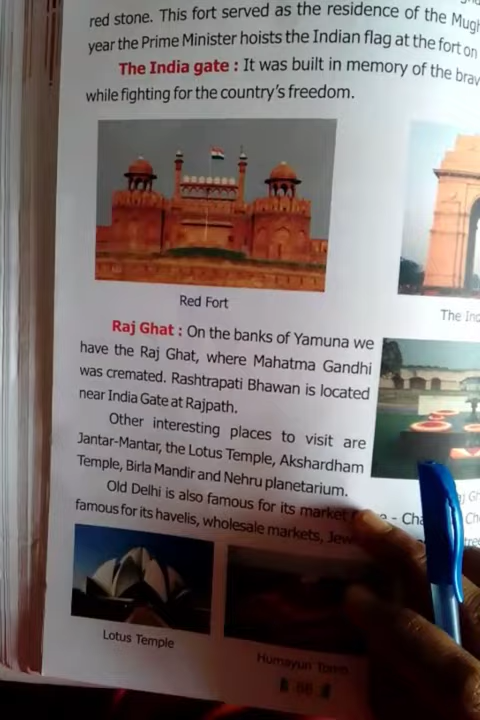 red stone. This fort served as the residence of the
year the Prime Minister hoists the Indian flag at the fort on
The India gate : It was built in memory of the
while fighting for the country's freedom.
Red Fort
The
Raj Ghat : On the banks of Yamuna we
have the Raj Ghat, where Mahatma Gandhi
was cremated. Rashtrapati Bhawan is located
near India Gate at Rajpath.
Other interesting places to visit are
Jantar-Mantar, the Lotus Temple, Akshardham
Temple, Birla Mandir and Nehru planetarium.
Old Delhi is also famous for its market
famous for its havelis, wholesale markets,
Lotus Temple
Humayun Tomb